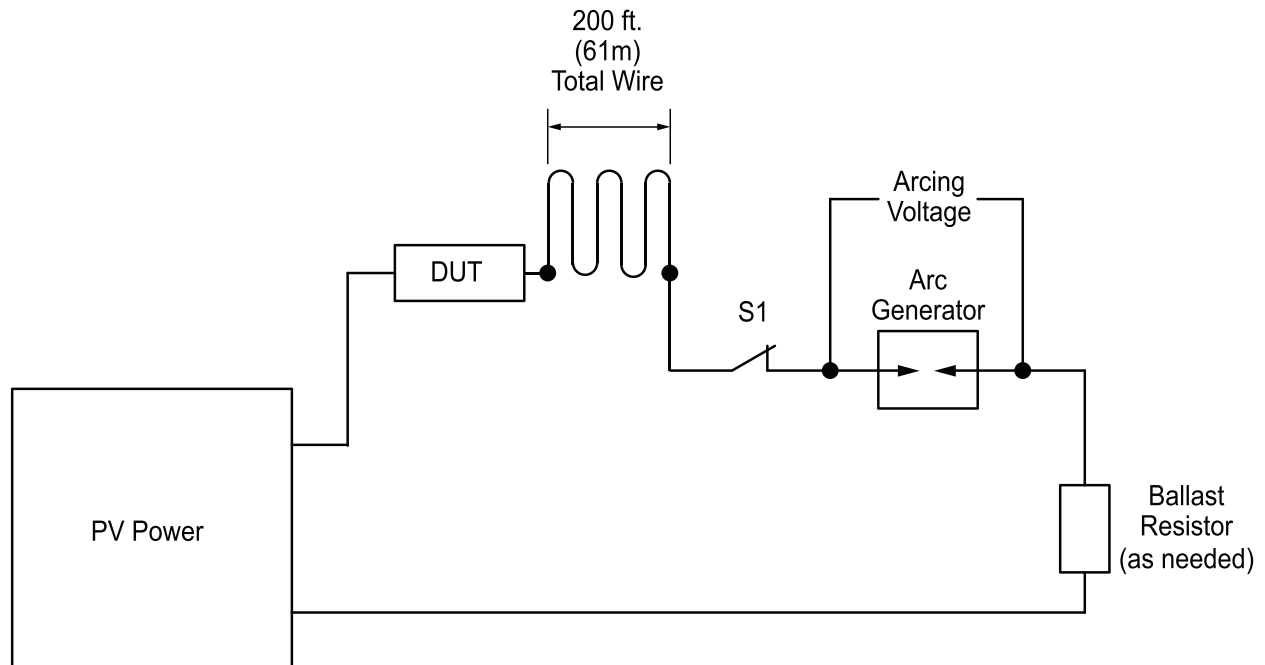 200 ft.
(61m)
Total Wire
Arcing
Voltage
DUT
Arc
Generator
S1
PV Power
Ballast
Resistor
(as needed)